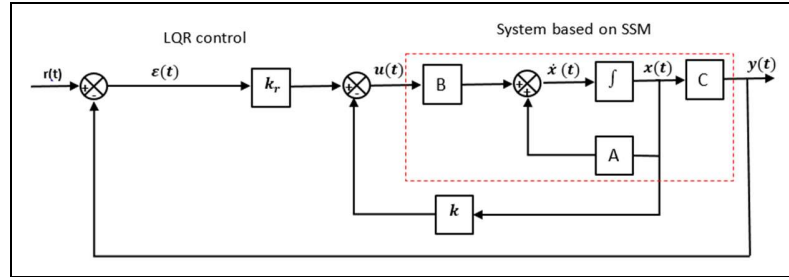 System based on SSM
LQR control
r(t)
+
-
ε(t)
k_r
+
-
u(t)
B
+
+
ẋ(t)
∫
x(t)
C
y(t)
A
k